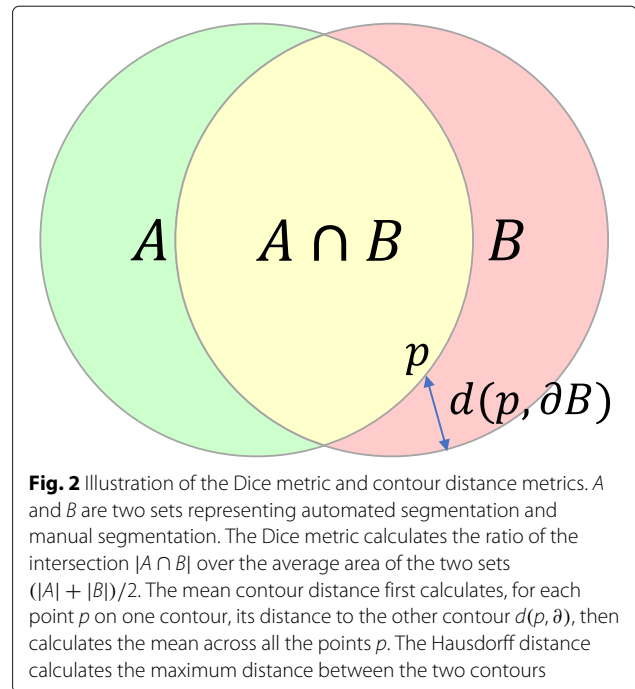 A
A ∩ B
B
p
d(p, ∂B)
Fig. 2 Illustration of the Dice metric and contour distance metrics. A
and B are two sets representing automated segmentation and
manual segmentation. The Dice metric calculates the ratio of the
intersection |A ∩ B| over the average area of the two sets
(|A| + |B|)/2. The mean contour distance first calculates, for each
point p on one contour, its distance to the other contour d(p, ∂), then
calculates the mean across all the points p. The Hausdorff distance
calculates the maximum distance between the two contours